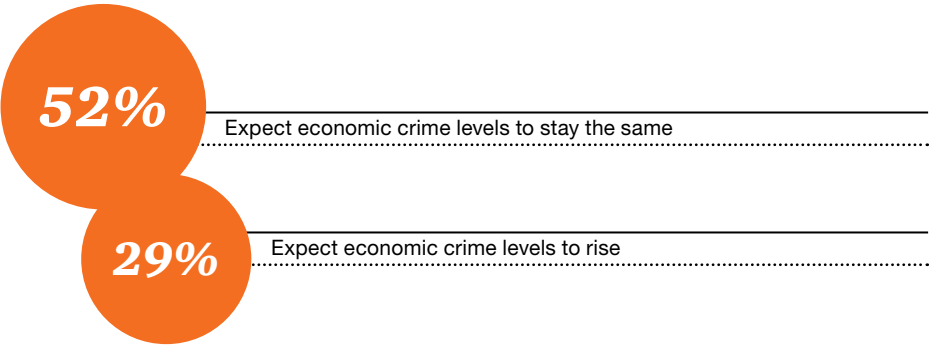 52%
Expect economic crime levels to stay the same
29%
Expect economic crime levels to rise